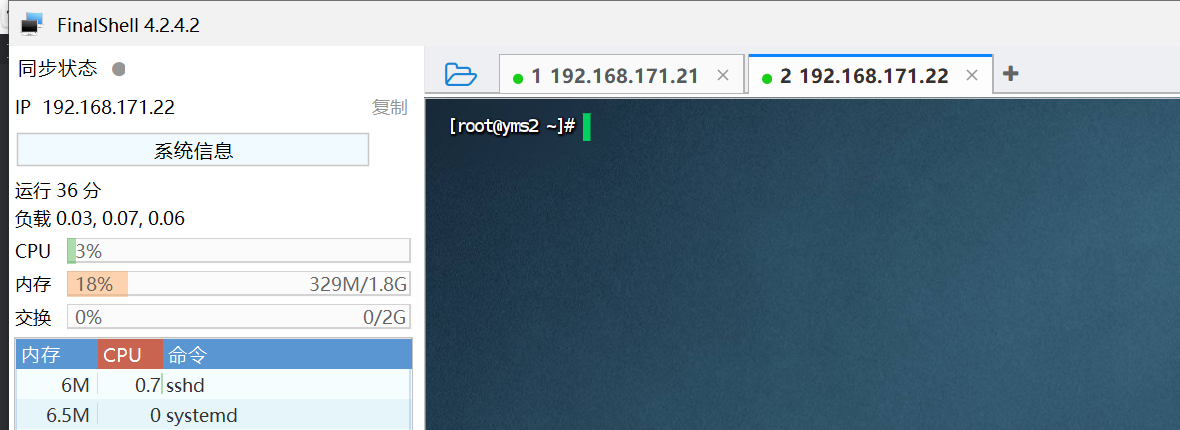 FinalShell 4.2.4.2
同步状态
IP 192.168.171.22 复制
系统信息
运行 36 分
负载 0.03, 0.07, 0.06
CPU 3%
内存 18% 329M/1.8G
交换 0% 0/2G
内存 CPU 命令
6M 0.7 sshd
6.5M 0 systemd
1 192.168.171.21 × 2 192.168.171.22 × +
[root@yms2 ~]#